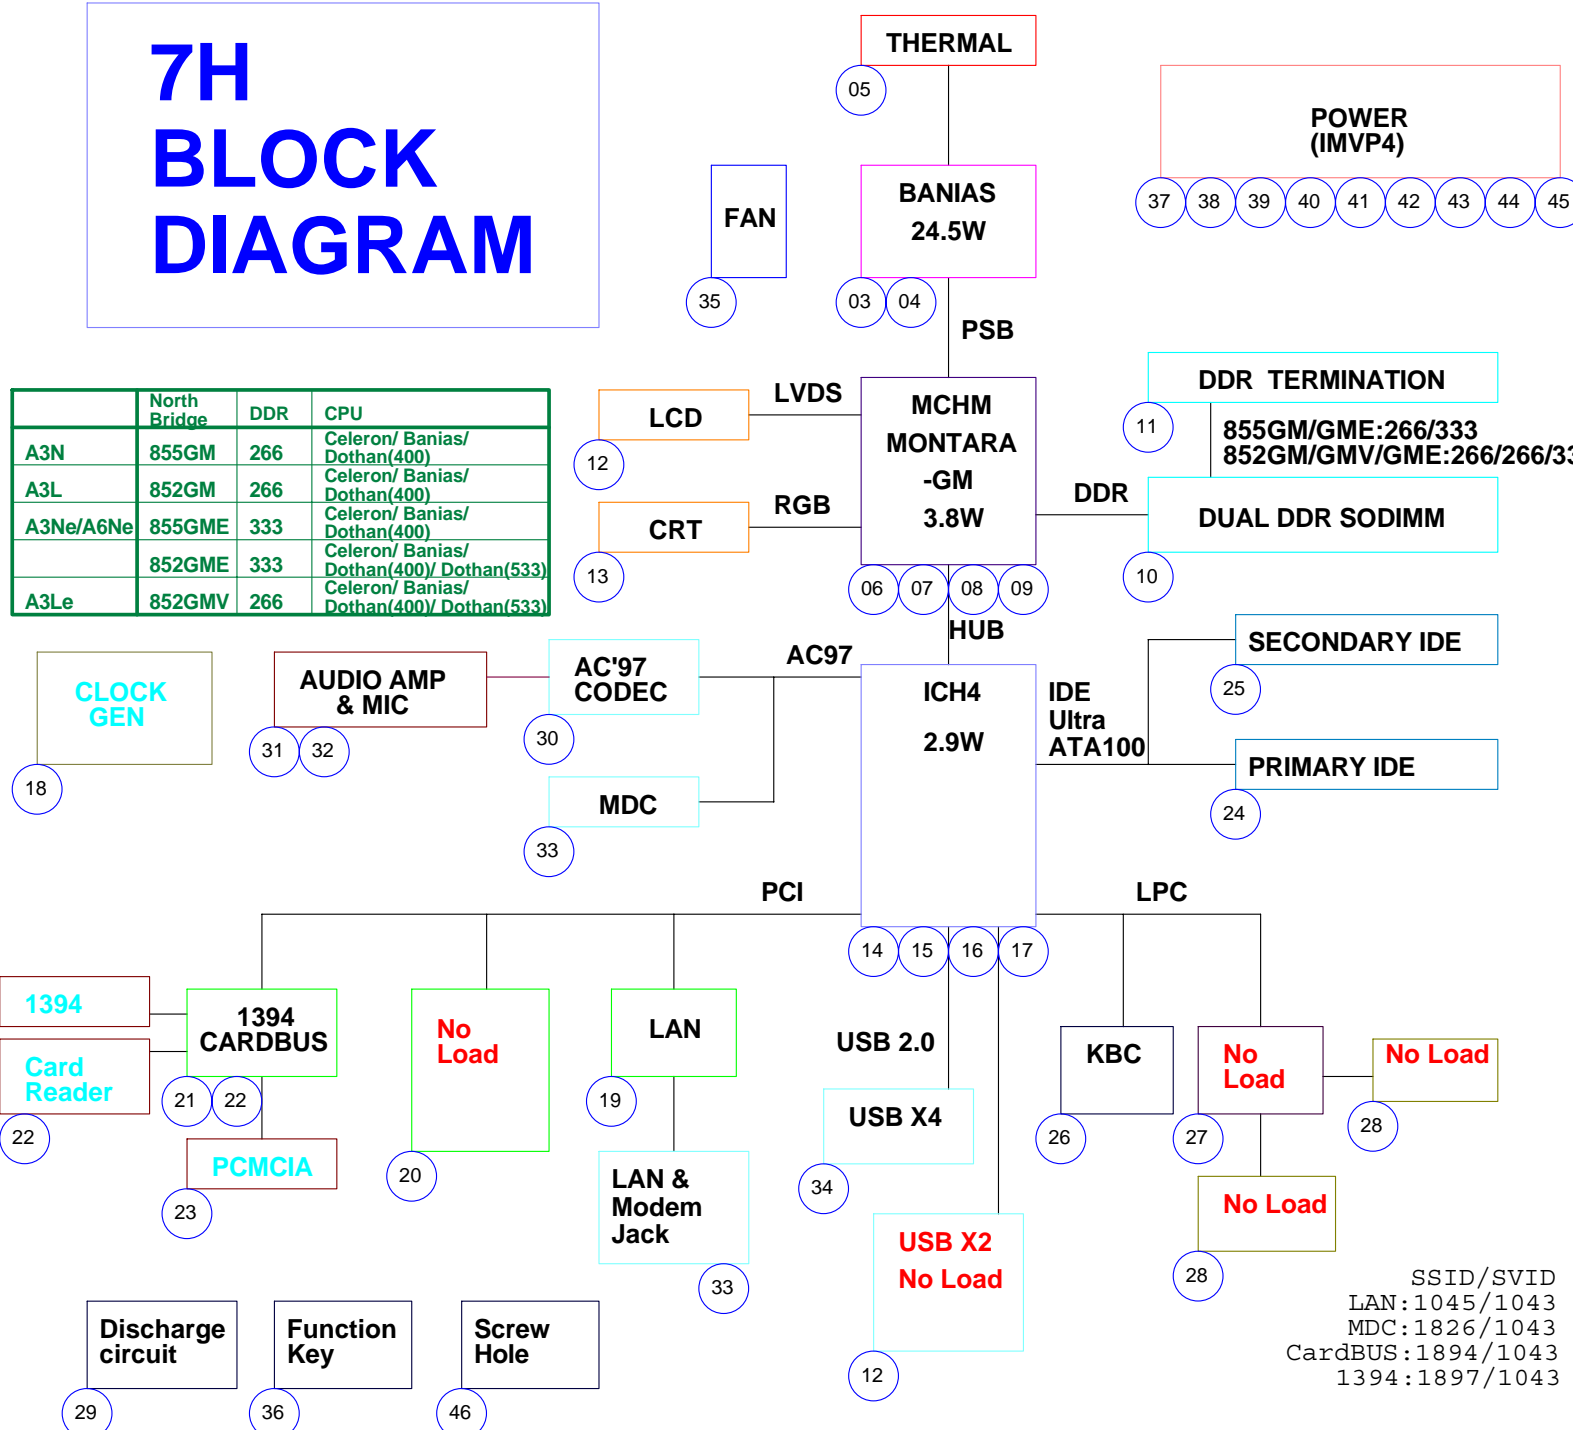 7H
BLOCK
DIAGRAM
THERMAL
05
POWER
(IMVP4)
37 38 39 40 41 42 43 44 45
FAN
35
BANIAS
24.5W
03 04
PSB
North Bridge DDR CPU
A3N 855GM 266 Celeron/ Banias/ Dothan(400)
A3L 852GM 266 Celeron/ Banias/ Dothan(400)
A3Ne/A6Ne 855GME 333 Celeron/ Banias/ Dothan(400)
852GME 333 Celeron/ Banias/ Dothan(400)/ Dothan(533)
A3Le 852GMV 266 Celeron/ Banias/ Dothan(400)/ Dothan(533)
LCD
12
LVDS
CRT
13
RGB
MCHM
MONTARA
-GM
3.8W
06 07 08 09
HUB
DDR
DDR TERMINATION
11
855GM/GME:266/333
852GM/GMV/GME:266/266/33
DUAL DDR SODIMM
10
CLOCK
GEN
18
AUDIO AMP
& MIC
31 32
AC'97
CODEC
30
AC97
MDC
33
ICH4
2.9W
14 15 16 17
IDE
Ultra
ATA100
SECONDARY IDE
25
PRIMARY IDE
24
PCI
LPC
1394
Card
Reader
22
1394
CARDBUS
21 22
PCMCIA
23
No
Load
20
LAN
19
LAN &
Modem
Jack
33
USB 2.0
USB X4
34
USB X2
No Load
12
KBC
26
No
Load
27
No Load
28
No Load
28
SSID/SVID
LAN:1045/1043
MDC:1826/1043
CardBUS:1894/1043
1394:1897/1043
Discharge
circuit
29
Function
Key
36
Screw
Hole
46